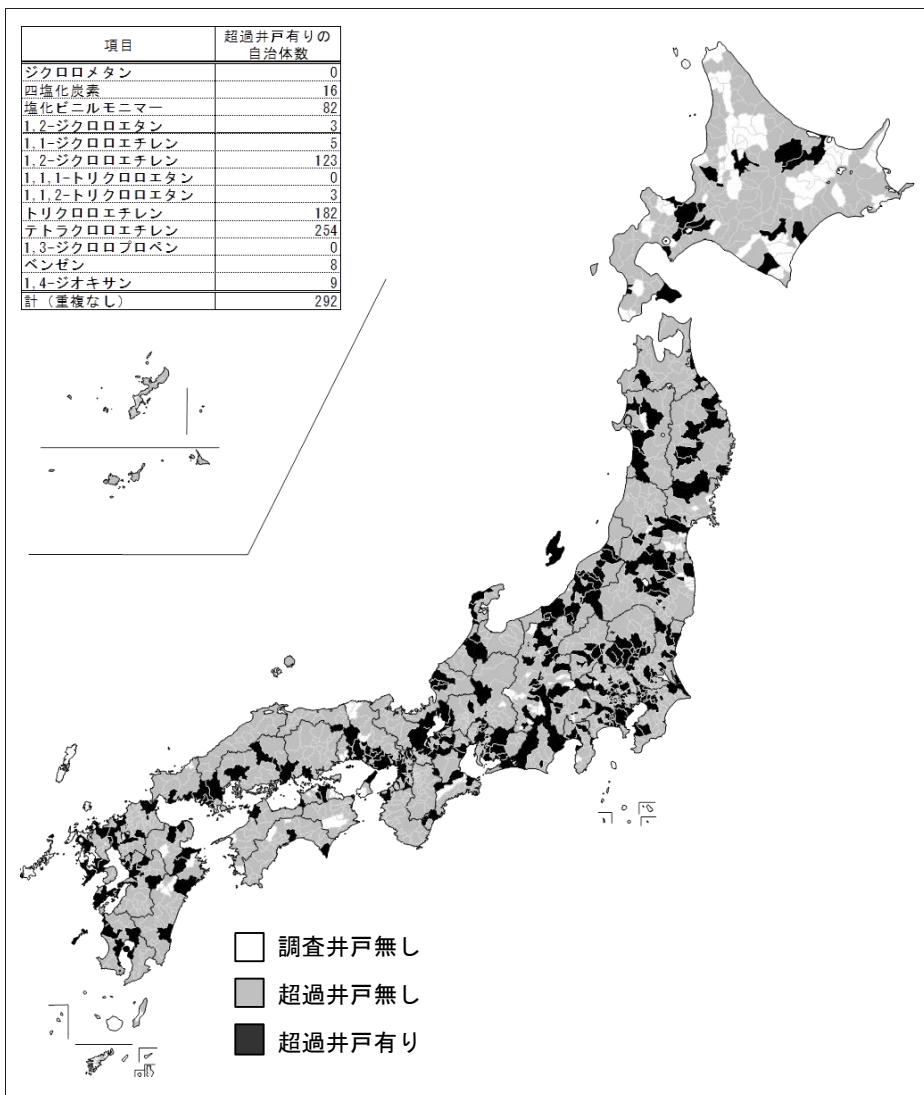 項目 超過井戸有りの
自治体数
ジクロロメタン 0
四塩化炭素 16
塩化ビニルモニマー 82
1,2-ジクロロエタン 3
1,1-ジクロロエチレン 5
1,2-ジクロロエチレン 123
1,1,1-トリクロロエタン 0
1,1,2-トリクロロエタン 3
トリクロロエチレン 182
テトラクロロエチレン 254
1,3-ジクロロプロペン 0
ベンゼン 8
1,4-ジオキサン 9
計（重複なし） 292
調査井戸無し
超過井戸無し
超過井戸有り